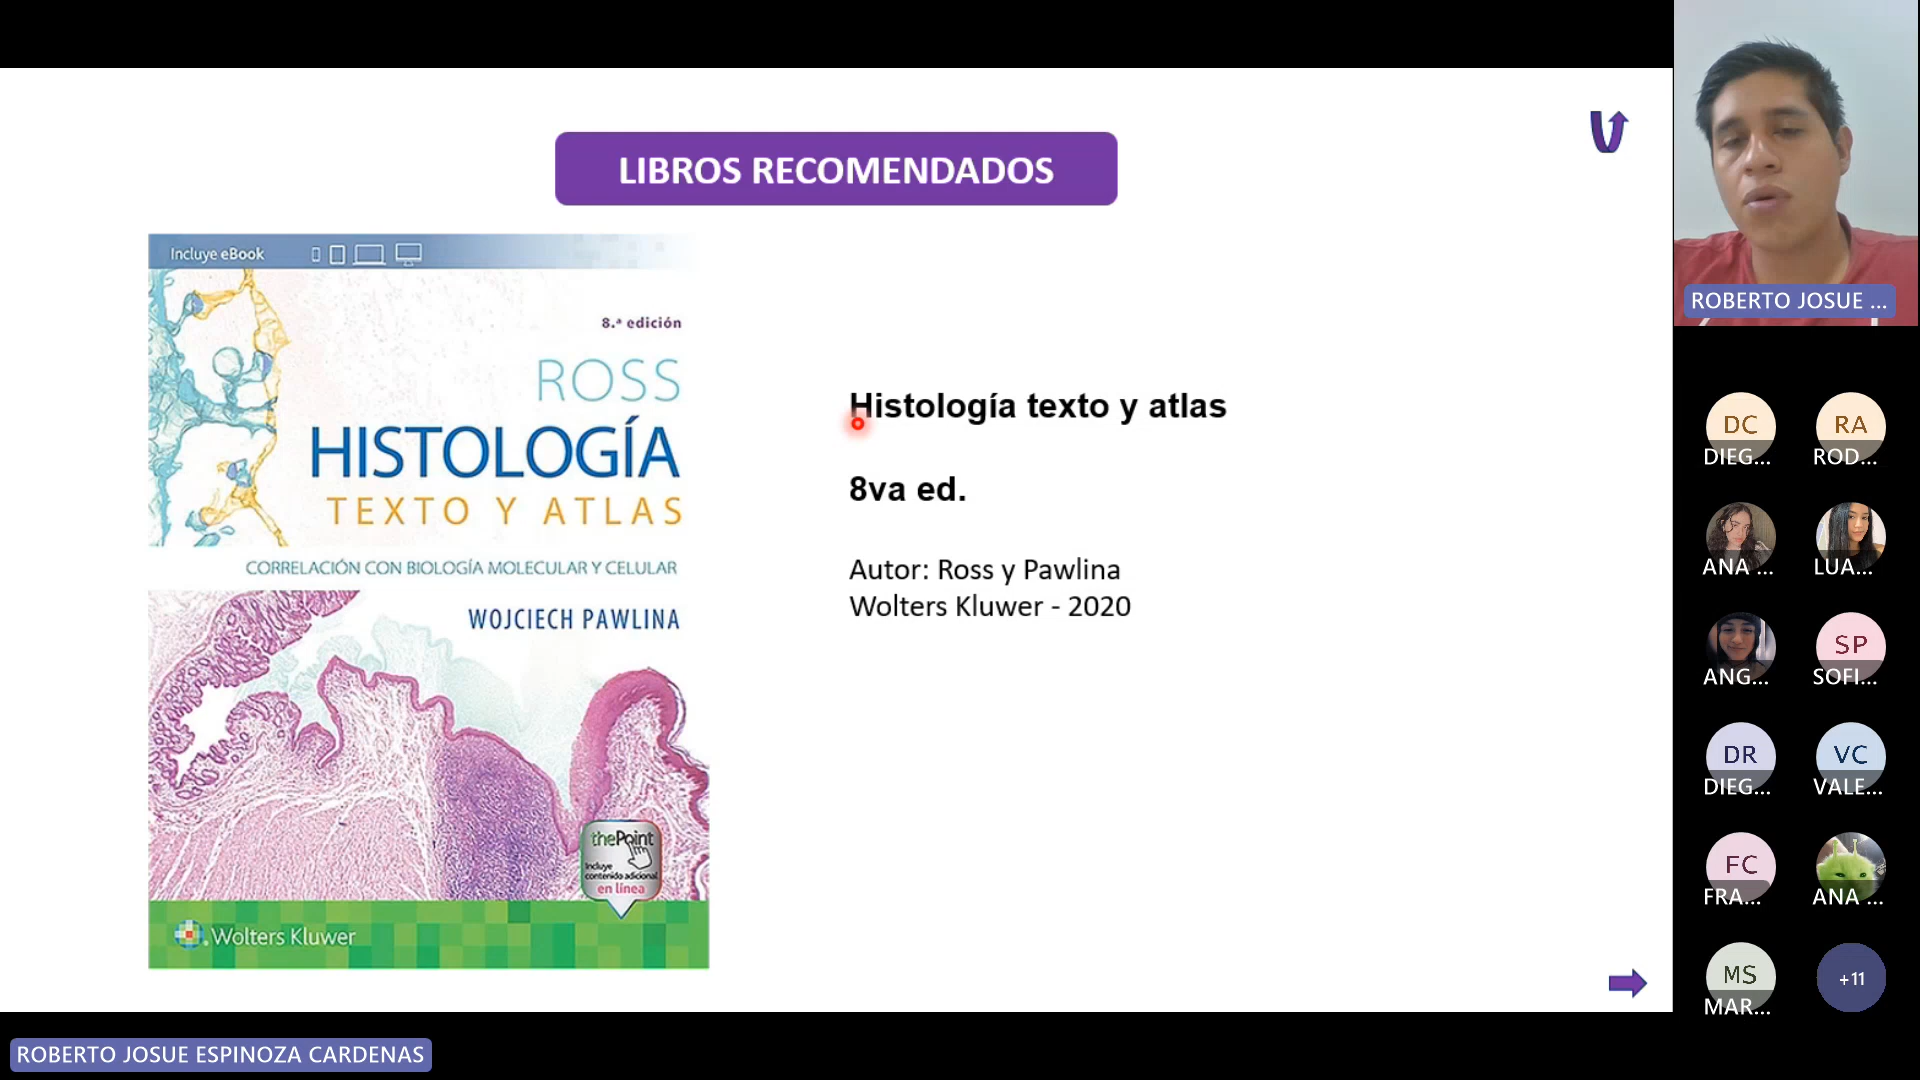 LIBROS RECOMENDADOS
Incluye eBook
8.ª edición
ROSS
HISTOLOGÍA
TEXTO Y ATLAS
CORRELACIÓN CON BIOLOGÍA MOLECULAR Y CELULAR
WOJCIECH PAWLINA
thePoint
Incluye
contenido adicional
en línea
Wolters Kluwer
Histología texto y atlas
8va ed.
Autor: Ross y Pawlina
Wolters Kluwer - 2020
ROBERTO JOSUE ...
DC
DIEG...
RA
ROD...
ANA ...
LUA...
ANG...
SP
SOFI...
DR
DIEG...
VC
VALE...
FC
FRA...
ANA ...
MS
MAR...
+11
ROBERTO JOSUE ESPINOZA CARDENAS